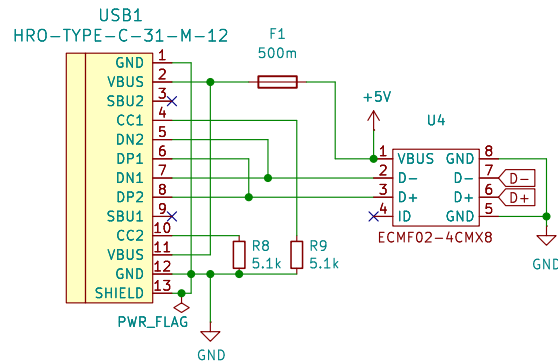 USB1
HRO-TYPE-C-31-M-12
GND 1
VBUS 2
SBU2 3
CC1 4
DN2 5
DP1 6
DN1 7
DP2 8
SBU1 9
CC2 10
VBUS 11
GND 12
SHIELD 13
PWR_FLAG
F1
500m
R8
5.1k
R9
5.1k
GND
+5V
U4
1 VBUS GND 8
2 D- D- 7 D-
3 D+ D+ 6 D+
4 ID GND 5
ECMF02-4CMX8
GND